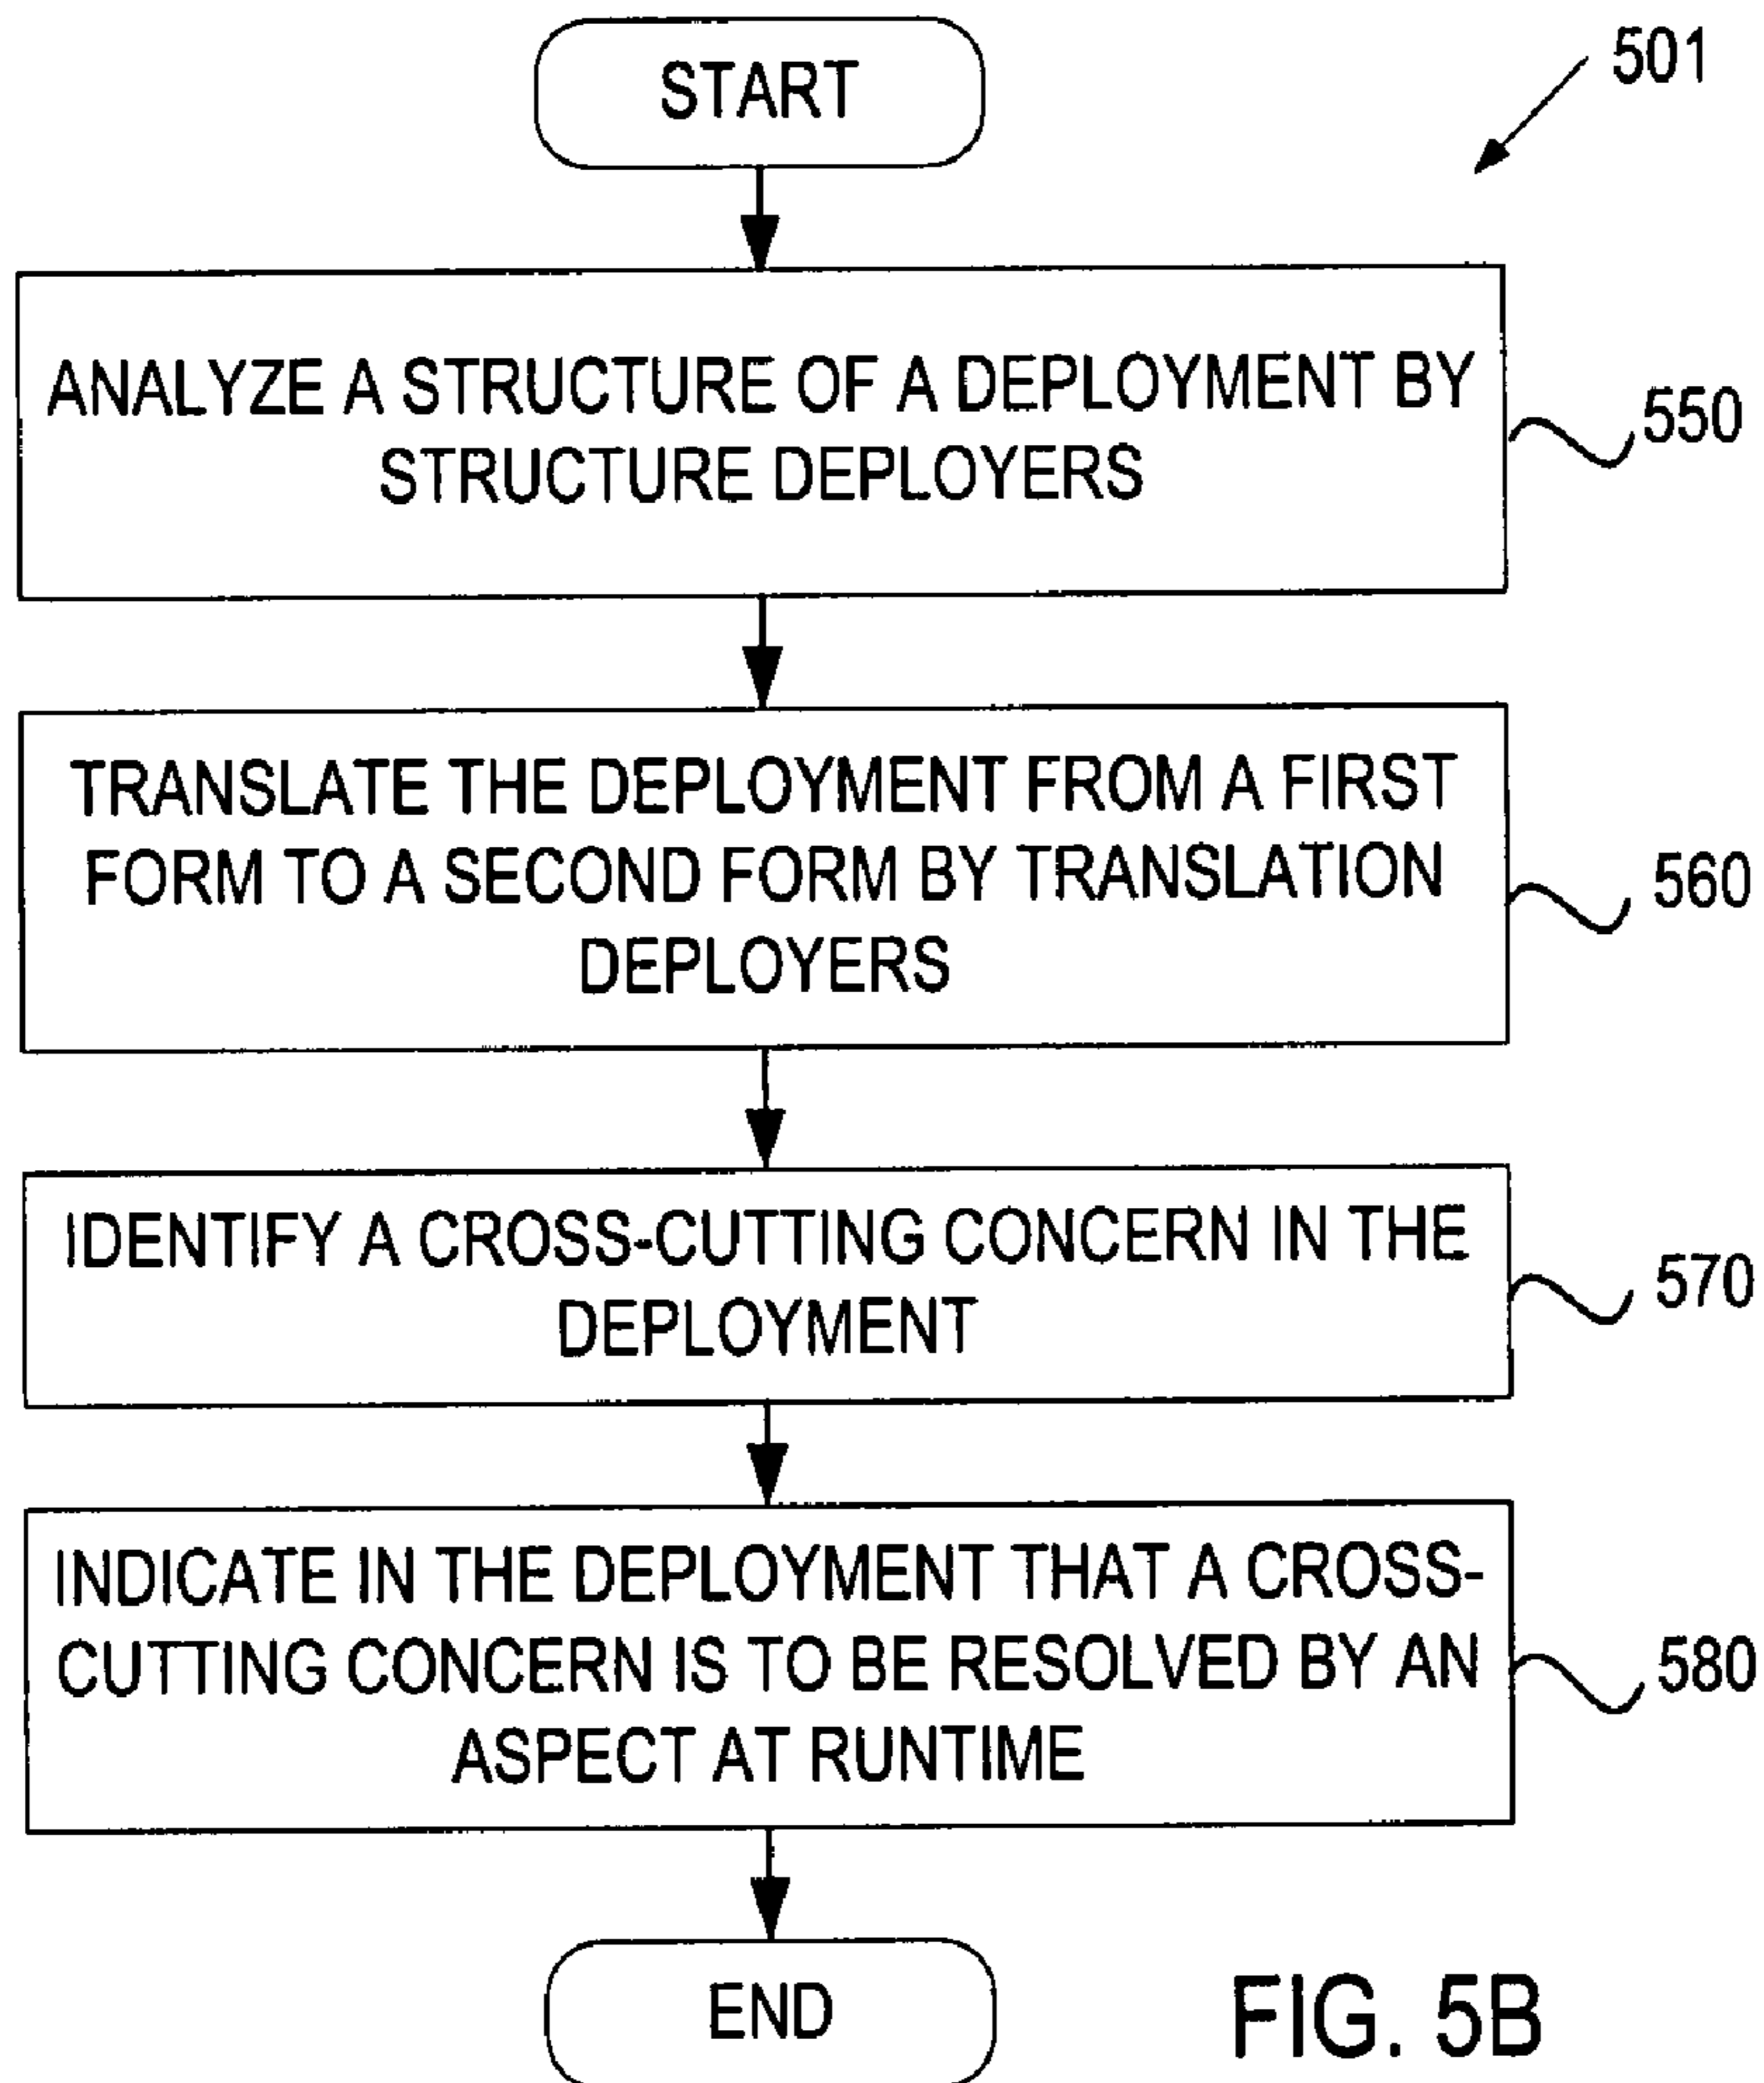 START
501
ANALYZE A STRUCTURE OF A DEPLOYMENT BY
STRUCTURE DEPLOYERS
550
TRANSLATE THE DEPLOYMENT FROM A FIRST
FORM TO A SECOND FORM BY TRANSLATION
DEPLOYERS
560
IDENTIFY A CROSS-CUTTING CONCERN IN THE
DEPLOYMENT
570
INDICATE IN THE DEPLOYMENT THAT A CROSS-
CUTTING CONCERN IS TO BE RESOLVED BY AN
ASPECT AT RUNTIME
580
END
FIG. 5B